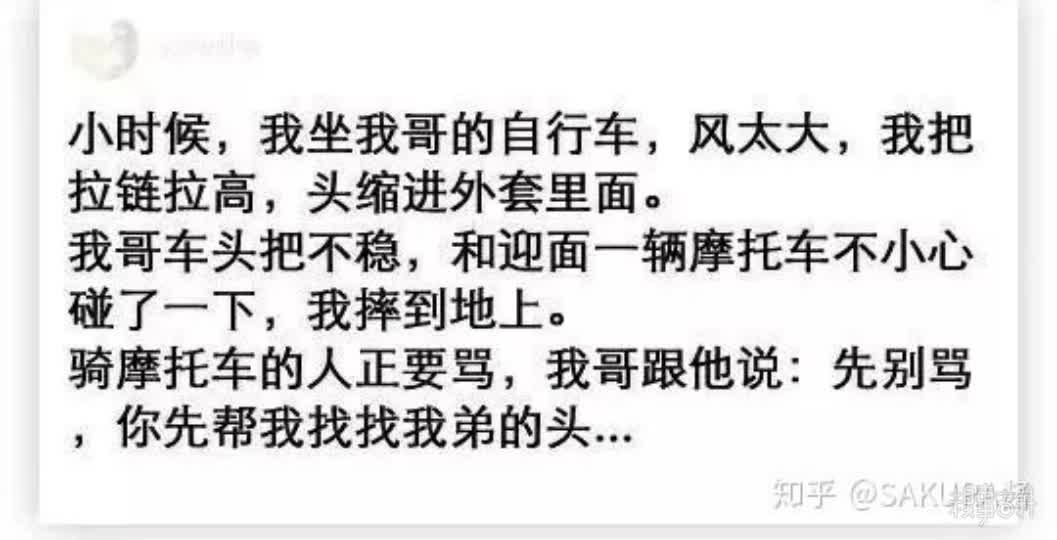 小时候，我坐我哥的自行车，风太大，我把
拉链拉高，头缩进外套里面。
我哥车头把不稳，和迎面一辆摩托车不小心
碰了一下，我摔到地上。
骑摩托车的人正要骂，我哥跟他说：先别骂
，你先帮我找找我弟的头...
知乎 @SAKURA